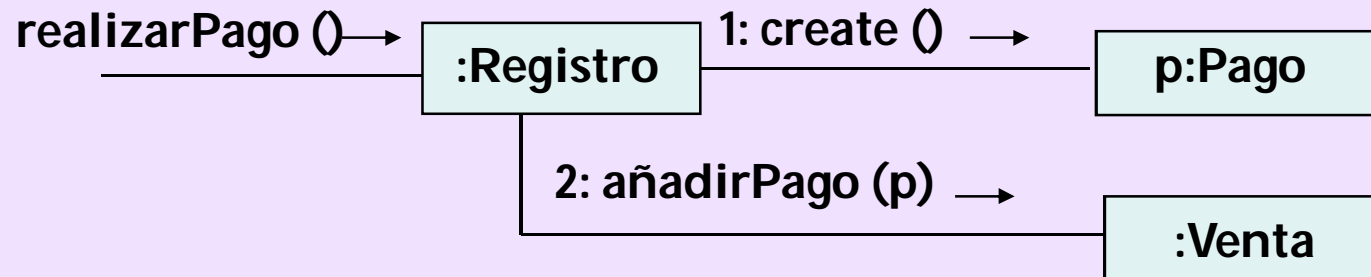 realizarPago ()
1: create ()
:Registro
p:Pago
2: añadirPago (p)
:Venta